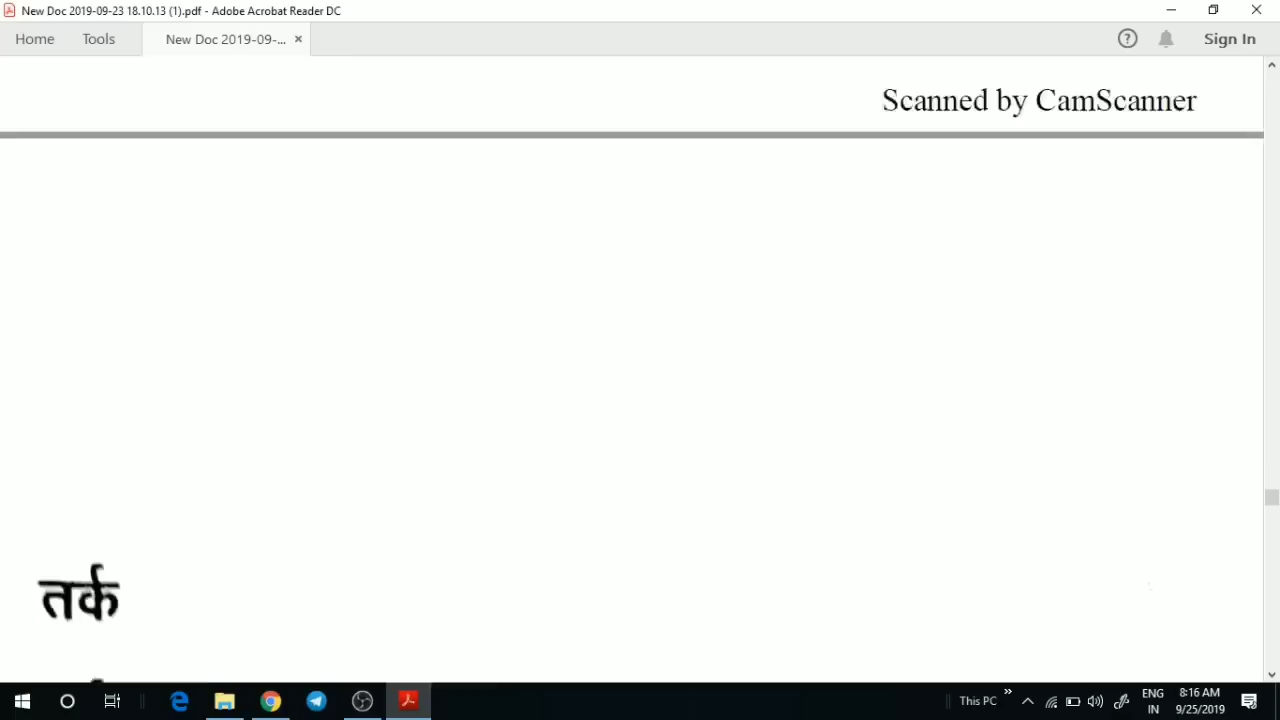 New Doc 2019-09-23 18.10.13 (1).pdf - Adobe Acrobat Reader DC
Home Tools New Doc 2019-09-... × Sign In
Scanned by CamScanner
तर्क
This PC ENG 8:16 AM
IN 9/25/2019